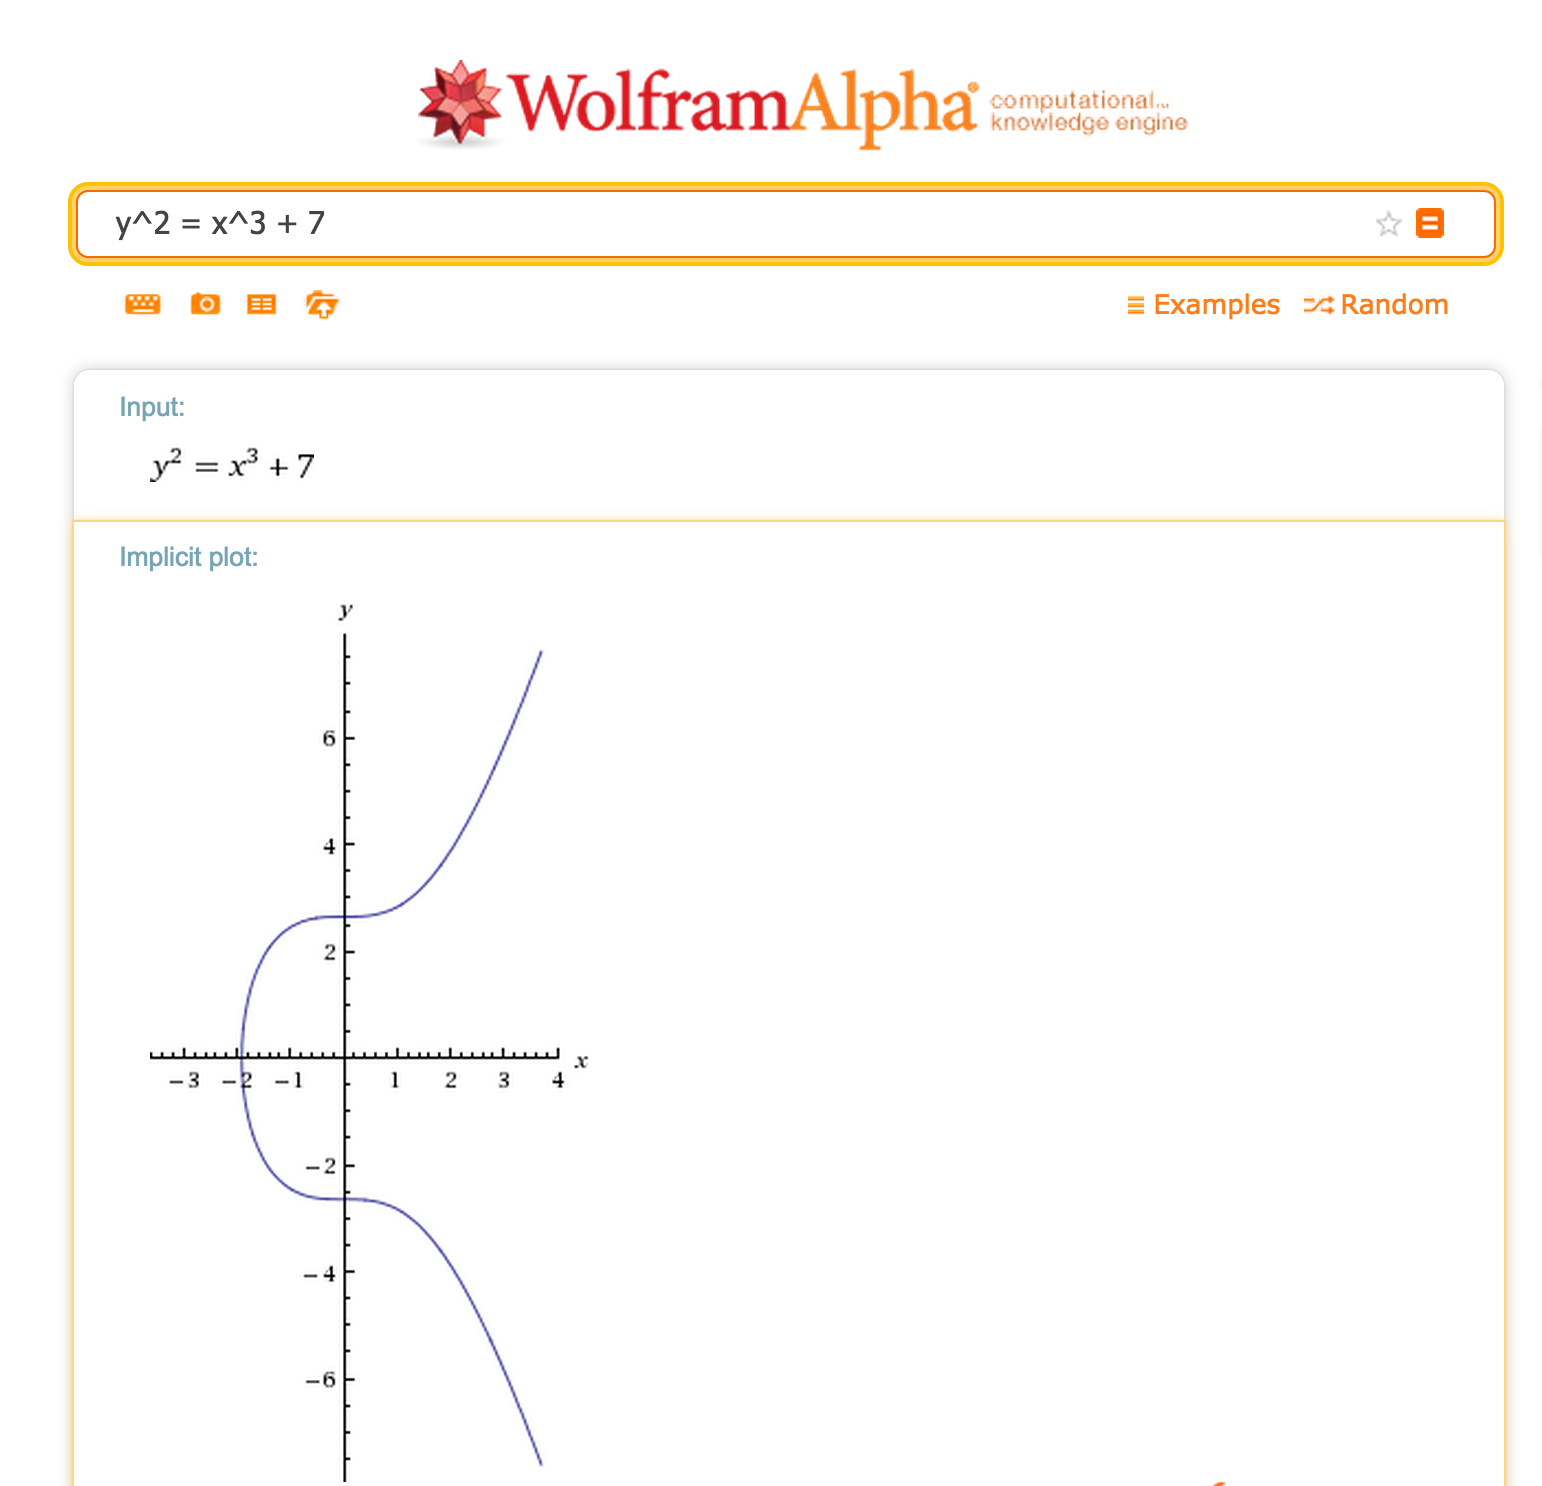 WolframAlpha® computational... knowledge engine
y^2 = x^3 + 7
Examples Random
Input:
y² = x³ + 7
Implicit plot:
y
6
4
2
x
-3 -2 -1 1 2 3 4
-2
-4
-6